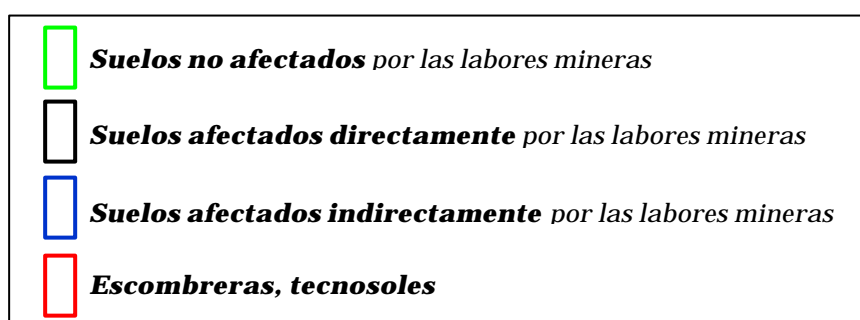 Suelos no afectados por las labores mineras
Suelos afectados directamente por las labores mineras
Suelos afectados indirectamente por las labores mineras
Escombreras, tecnosoles